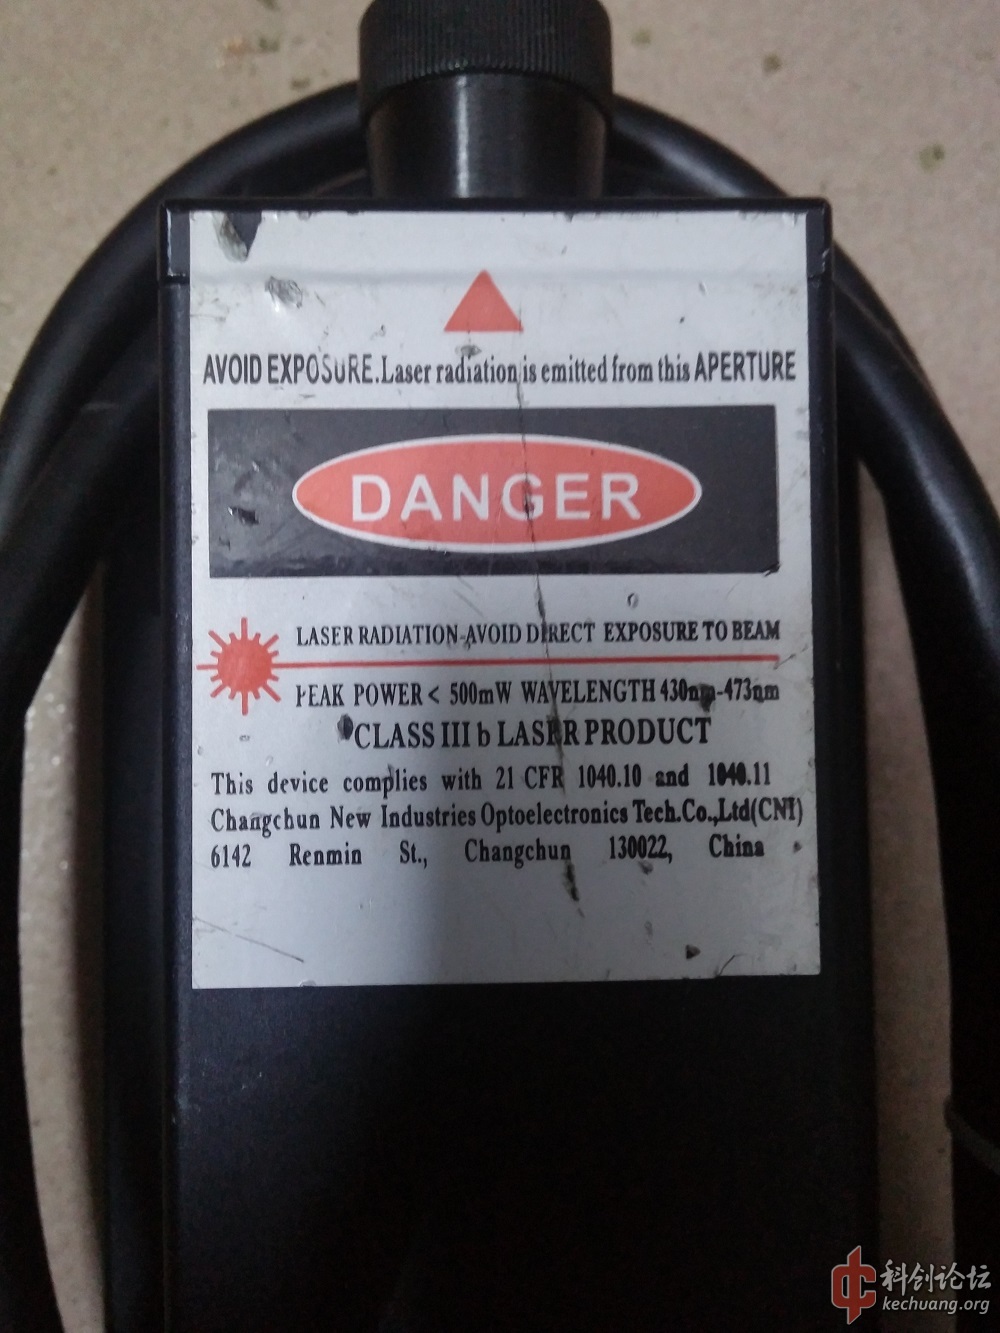 AVOID EXPOSURE.Laser radiation is emitted from this APERTURE
DANGER
LASER RADIATION-AVOID DIRECT EXPOSURE TO BEAM
PEAK POWER < 500mW WAVELENGTH 430nm-473nm
CLASS III b LASER PRODUCT
This device complies with 21 CFR 1040.10 and 1040.11
Changchun New Industries Optoelectronics Tech.Co.,Ltd(CNI)
6142 Renmin St., Changchun 130022, China
科创论坛
kechuang.org